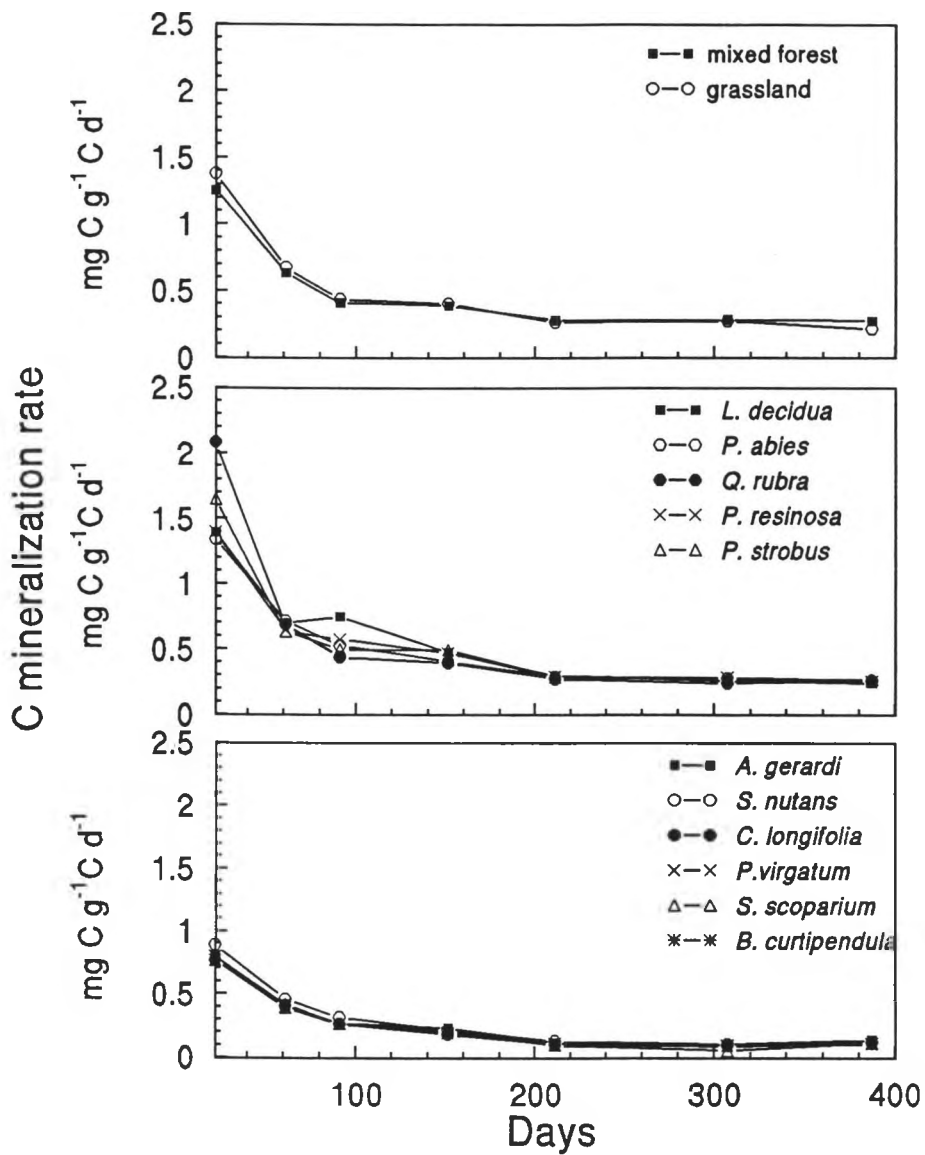 C mineralization rate
mg C g-1 C d-1
2.5
2
1.5
1
0.5
0
mixed forest
grassland
mg C g-1C d-1
2.5
2
1.5
1
0.5
0
L. decidua
P. abies
Q. rubra
P. resinosa
P. strobus
mg C g-1C d-1
2.5
2
1.5
1
0.5
0
A. gerardi
S. nutans
C. longifolia
P.virgatum
S. scoparium
B. curtipendula
100 200 300 400
Days